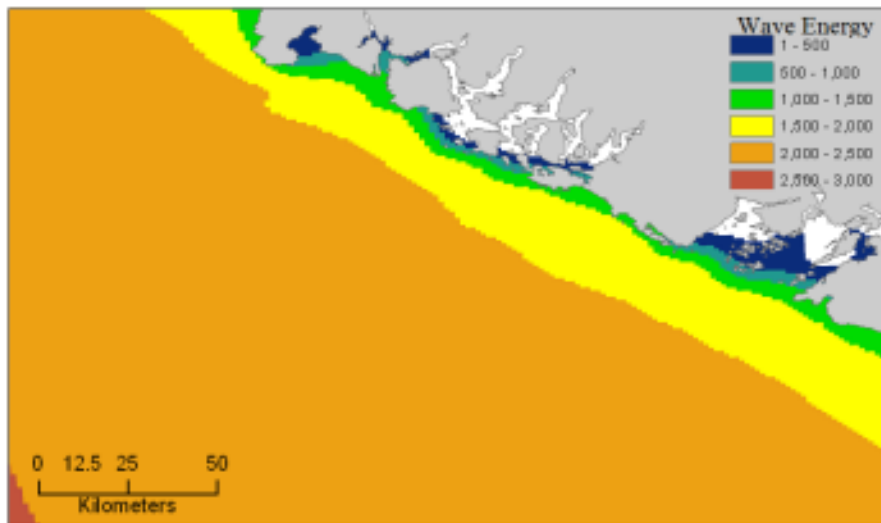 Wave Energy
1 - 500
500 - 1,000
1,000 - 1,500
1,500 - 2,000
2,000 - 2,500
2,500 - 3,000
0 12.5 25 50
Kilometers